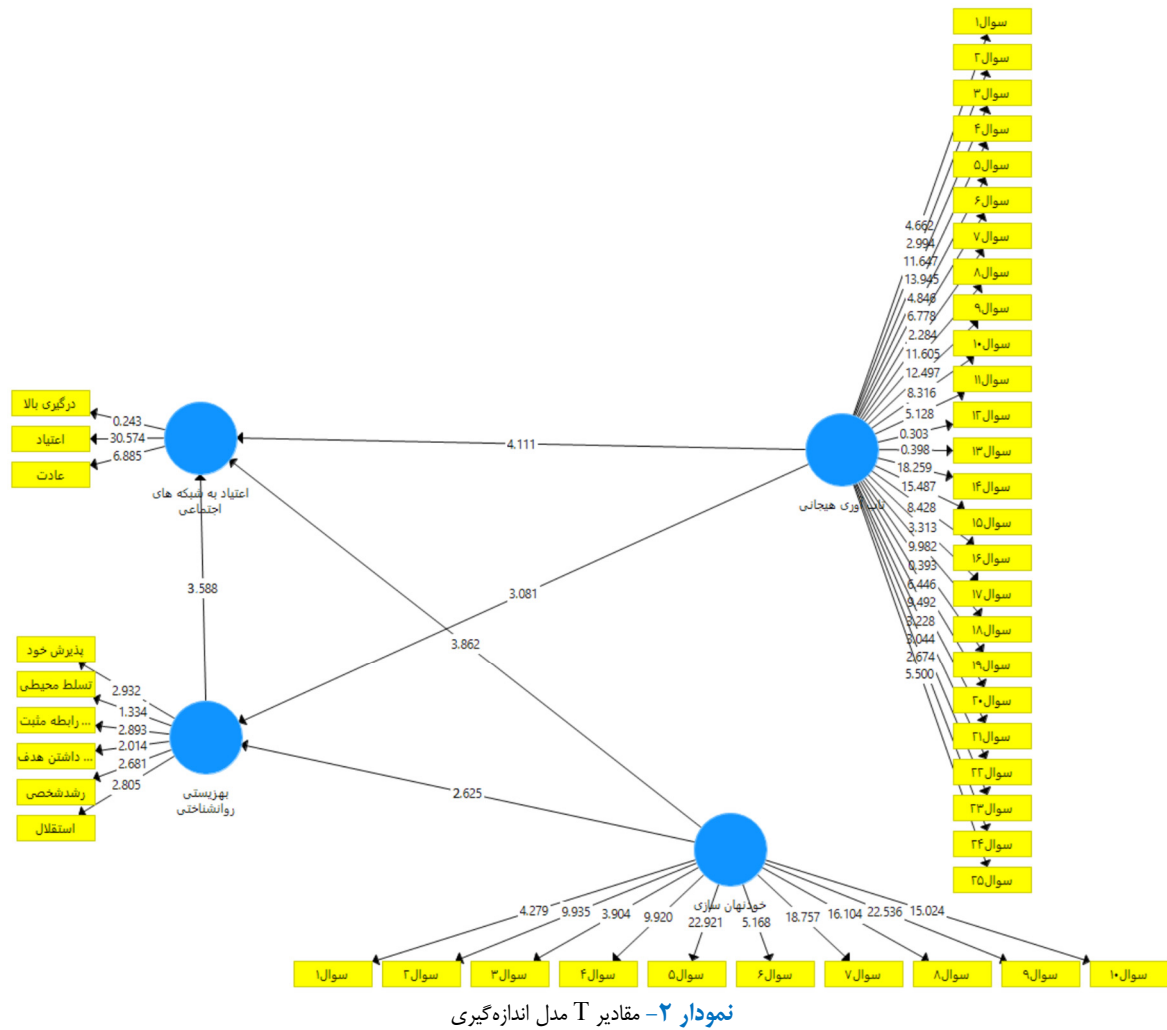 سوال۱
سوال۲
سوال۳
سوال۴
سوال۵
سوال۶
سوال۷
سوال۸
سوال۹
سوال۱۰
سوال۱۱
سوال۱۲
سوال۱۳
سوال۱۴
سوال۱۵
سوال۱۶
سوال۱۷
سوال۱۸
سوال۱۹
سوال۲۰
سوال۲۱
سوال۲۲
سوال۲۳
سوال۲۴
سوال۲۵
4.662
2.994
11.647
13.945
4.846
6.778
2.284
11.605
12.497
8.316
5.128
0.303
0.398
18.259
15.487
8.428
3.313
9.982
0.393
6.446
9.492
3.228
3.044
2.674
5.500
تاب آوری هیجانی
4.111
3.081
3.862
3.588
2.625
درگیری بالا
اعتیاد
عادت
0.243
30.574
6.885
اعتیاد به شبکه های
اجتماعی
پذیرش خود
تسلط محیطی
رابطه مثبت ...
داشتن هدف ...
رشدشخصی
استقلال
2.932
1.334
2.893
2.014
2.681
2.805
بهزیستی
روانشناختی
خودنهان سازی
4.279
9.935
3.904
9.920
22.921
5.168
18.757
16.104
22.536
15.024
سوال۱
سوال۲
سوال۳
سوال۴
سوال۵
سوال۶
سوال۷
سوال۸
سوال۹
سوال۱۰
نمودار ۲- مقادیر T مدل اندازه‌گیری